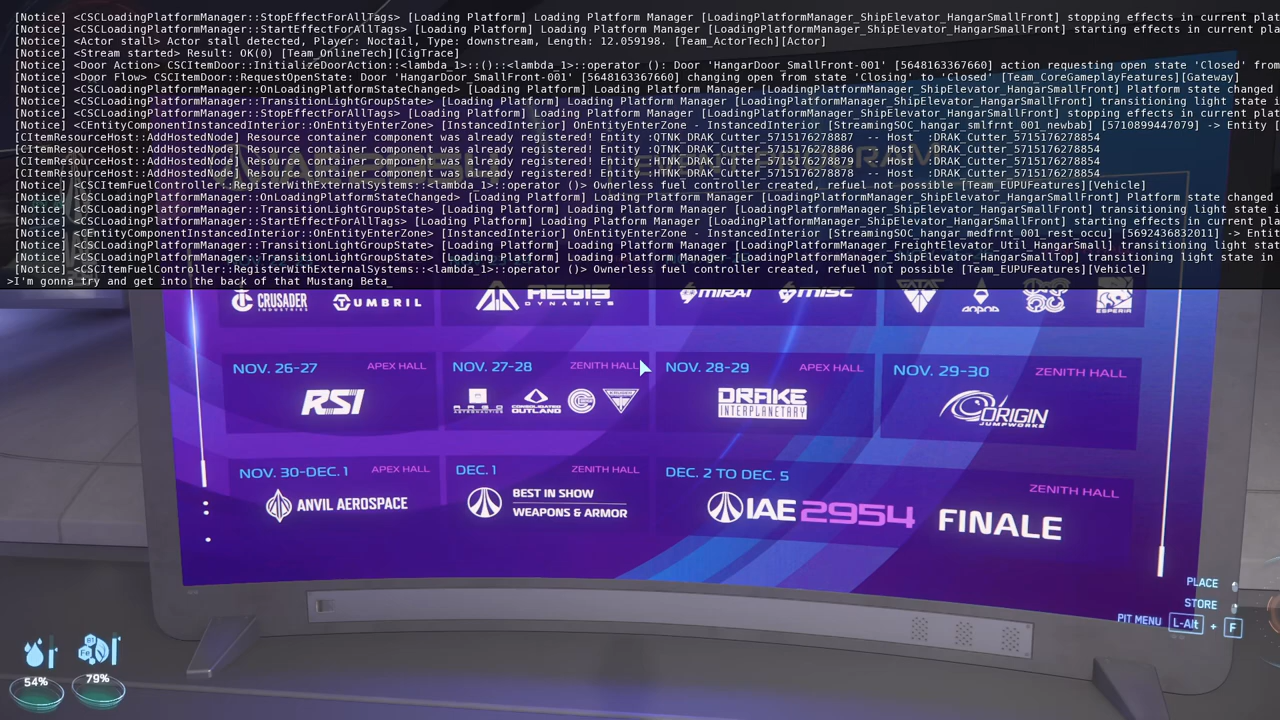 [Notice] <CSCLoadingPlatformManager::StopEffectForAllTags> [Loading Platform] Loading Platform Manager [LoadingPlatformManager_ShipElevator_HangarSmallFront] stopping effects in current plat
[Notice] <CSCLoadingPlatformManager::StartEffectForAllTags> [Loading Platform] Loading Platform Manager [LoadingPlatformManager_ShipElevator_HangarSmallFront] starting effects in current pla
[Notice] <Actor stall> Actor stall detected, Player: Noctail, Type: downstream, Length: 12.059198. [Team_ActorTech][Actor]
[Notice] <Stream started> Result: OK(0) [Team_OnlineTech][CigTrace]
[Notice] <Door Action> CSCItemDoor::InitializeDoorAction::<lambda_1>::()::<lambda_1>::operator (): Door 'HangarDoor_SmallFront-001' [5648163367660] action requesting open state 'Closed' from
[Notice] <Door Flow> CSCItemDoor::RequestOpenState: Door 'HangarDoor_SmallFront-001' [5648163367660] changing open from state 'Closing' to 'Closed' [Team_CoreGameplayFeatures][Gateway]
[Notice] <CSCLoadingPlatformManager::OnLoadingPlatformStateChanged> [Loading Platform] Loading Platform Manager [LoadingPlatformManager_ShipElevator_HangarSmallFront] Platform state changed
[Notice] <CSCLoadingPlatformManager::TransitionLightGroupState> [Loading Platform] Loading Platform Manager [LoadingPlatformManager_ShipElevator_HangarSmallFront] transitioning light state i
[Notice] <CEntityComponentInstancedInterior::OnEntityEnterZone> [InstancedInterior] OnEntityEnterZone - InstancedInterior [StreamingSOC_hangar_smlfrnt_001_newbab] [5710899447079] -> Entity [
[CItemResourceHost::AddHostedNode] Resource container component was already registered! Entity :QTNK_DRAK_Cutter_5715176278887  -- Host  :DRAK_Cutter_5715176278854
[CItemResourceHost::AddHostedNode] Resource container component was already registered! Entity :QTNK_DRAK_Cutter_5715176278886  -- Host  :DRAK_Cutter_5715176278854
[CItemResourceHost::AddHostedNode] Resource container component was already registered! Entity :HTNK_DRAK_Cutter_5715176278879  -- Host  :DRAK_Cutter_5715176278854
[CItemResourceHost::AddHostedNode] Resource container component was already registered! Entity :HTNK_DRAK_Cutter_5715176278878  -- Host  :DRAK_Cutter_5715176278854
[Notice] <CSCItemFuelController::RegisterWithExternalSystems::<lambda_1>::operator ()> Ownerless fuel controller created, refuel not possible [Team_EUPUFeatures][Vehicle]
[Notice] <CSCLoadingPlatformManager::OnLoadingPlatformStateChanged> [Loading Platform] Loading Platform Manager [LoadingPlatformManager_ShipElevator_HangarSmallFront] Platform state changed
[Notice] <CSCLoadingPlatformManager::TransitionLightGroupState> [Loading Platform] Loading Platform Manager [LoadingPlatformManager_ShipElevator_HangarSmallFront] transitioning light state i
[Notice] <CSCLoadingPlatformManager::StartEffectForAllTags> [Loading Platform] Loading Platform Manager [LoadingPlatformManager_ShipElevator_HangarSmallFront] starting effects in current pla
[Notice] <CEntityComponentInstancedInterior::OnEntityEnterZone> [InstancedInterior] OnEntityEnterZone - InstancedInterior [StreamingSOC_hangar_medfrnt_001_rest_occu] [5692436832011] -> Entit
[Notice] <CSCLoadingPlatformManager::TransitionLightGroupState> [Loading Platform] Loading Platform Manager [LoadingPlatformManager_FreightElevator_Util_HangarSmall] transitioning light stat
[Notice] <CSCLoadingPlatformManager::TransitionLightGroupState> [Loading Platform] Loading Platform Manager [LoadingPlatformManager_ShipElevator_HangarSmallTop] transitioning light state in
[Notice] <CSCItemFuelController::RegisterWithExternalSystems::<lambda_1>::operator ()> Ownerless fuel controller created, refuel not possible [Team_EUPUFeatures][Vehicle]
>I'm gonna try and get into the back of that Mustang Beta_
CRUSADER INDUSTRIES UMBRIL AEGIS DYNAMICS MIRAI MISC ESPERIA
NOV. 26-27 APEX HALL
RSI
NOV. 27-28 ZENITH HALL
ARGO ASTRONAUTICS CONSOLIDATED OUTLAND
NOV. 28-29 APEX HALL
DRAKE INTERPLANETARY
NOV. 29-30 ZENITH HALL
ORIGIN JUMPWORKS
NOV. 30-DEC. 1 APEX HALL
ANVIL AEROSPACE
DEC. 1 ZENITH HALL
BEST IN SHOW
WEAPONS & ARMOR
DEC. 2 TO DEC. 5
ZENITH HALL
IAE 2954 FINALE
PLACE
STORE
PIT MENU L-Alt + F
54% 79%